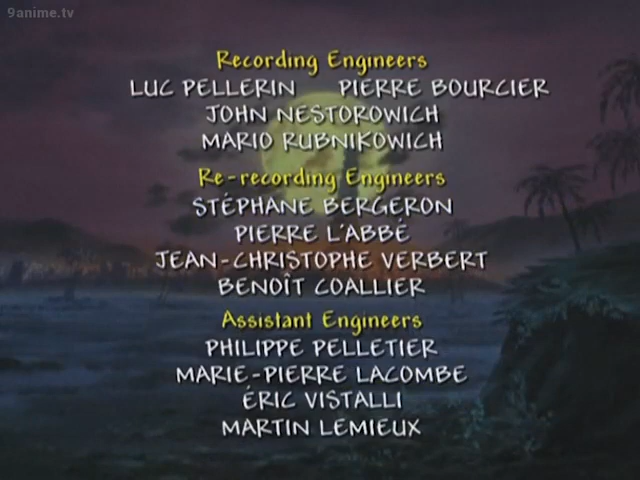 9anime.tv
Recording Engineers
LUC PELLERIN PIERRE BOURCIER
JOHN NESTOROWICH
MARIO RUBNIKOWICH
Re-recording Engineers
STÉPHANE BERGERON
PIERRE L'ABBÉ
JEAN-CHRISTOPHE VERBERT
BENOÎT COALLIER
Assistant Engineers
PHILIPPE PELLETIER
MARIE-PIERRE LACOMBE
ÉRIC VISTALLI
MARTIN LEMIEUX